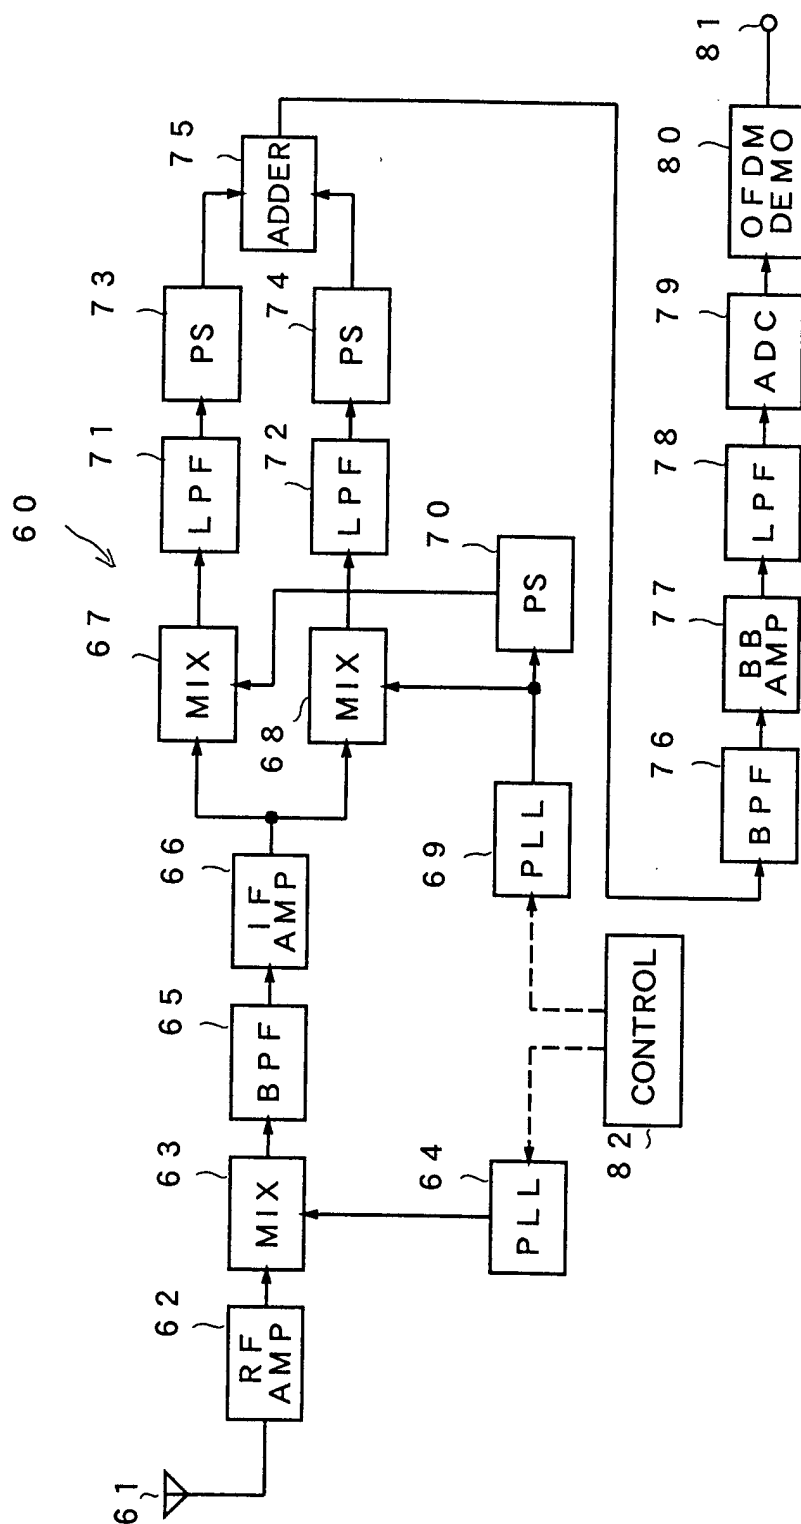 60
61
62
RF
AMP
63
MIX
64
PLL
65
BPF
66
IF
AMP
67
MIX
68
MIX
69
PLL
70
PS
71
LPF
72
LPF
73
PS
74
PS
75
ADDER
82
CONTROL
76
BPF
77
BB
AMP
78
LPF
79
ADC
80
OFDM
DEMO
81